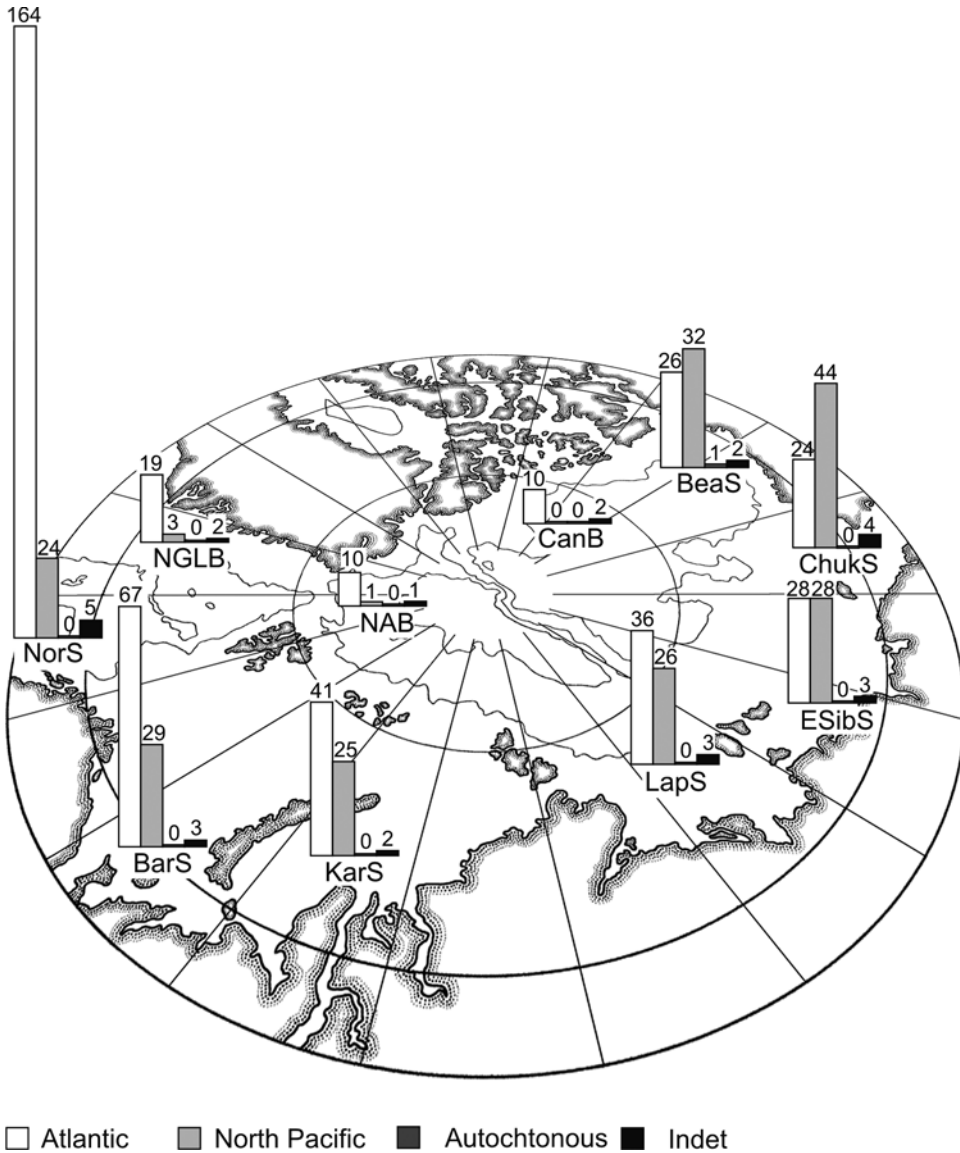 164
24
0
5
NorS
19
3
0
2
NGLB
67
29
0
3
BarS
10
1
0
1
NAB
41
25
0
2
KarS
10
0
0
2
CanB
26
32
1
2
BeaS
24
44
0
4
ChukS
28
28
0
3
ESibS
36
26
0
3
LapS
Atlantic
North Pacific
Autochtonous
Indet